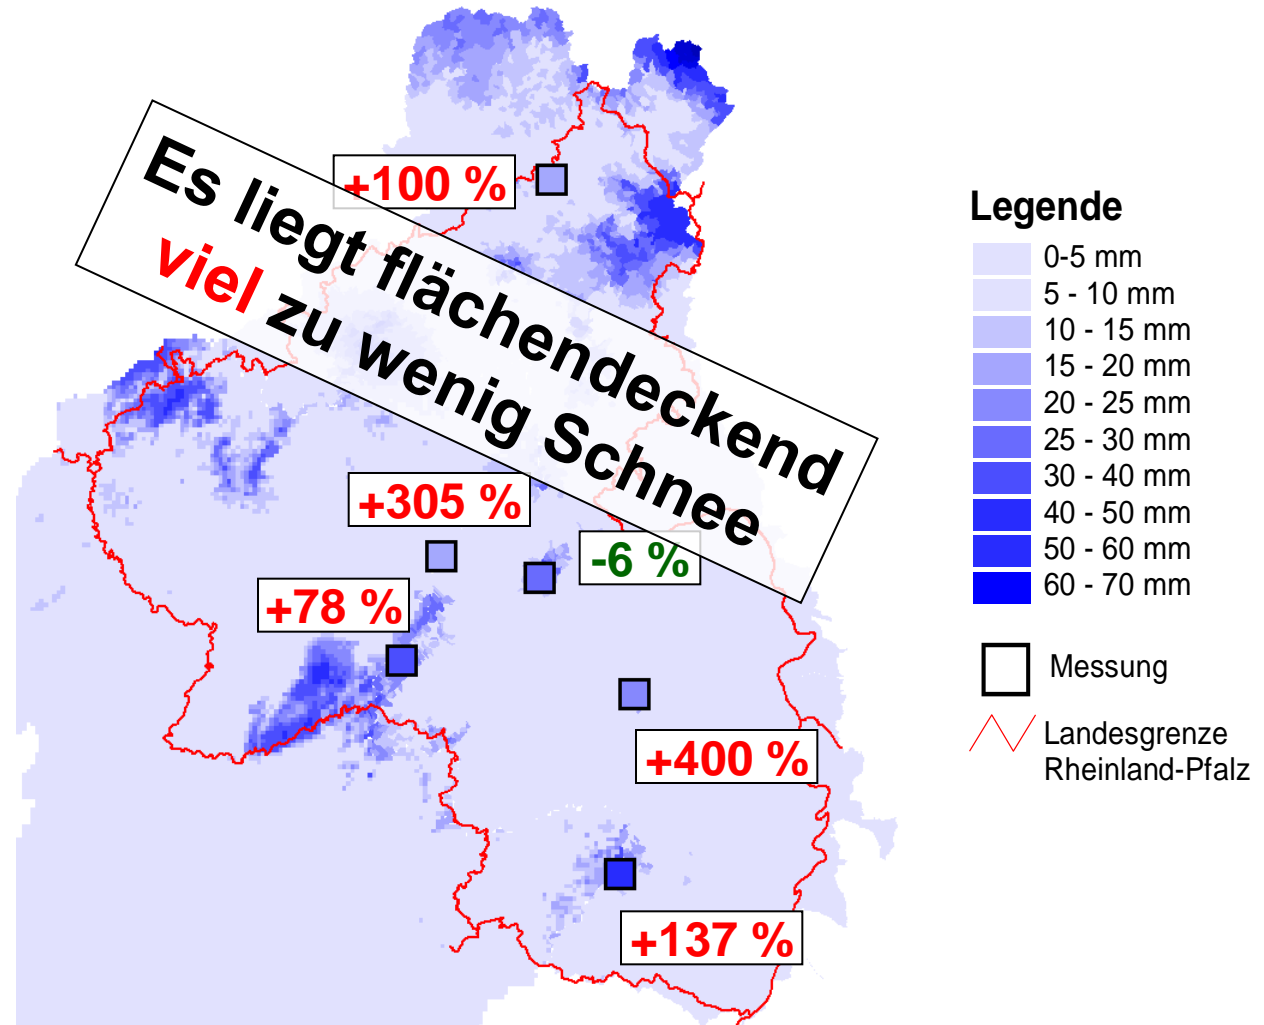 +100 %
Es liegt flächendeckend
viel zu wenig Schnee
+305 %
-6 %
+78 %
+400 %
+137 %
Legende
0-5 mm
5 - 10 mm
10 - 15 mm
15 - 20 mm
20 - 25 mm
25 - 30 mm
30 - 40 mm
40 - 50 mm
50 - 60 mm
60 - 70 mm
Messung
Landesgrenze
Rheinland-Pfalz